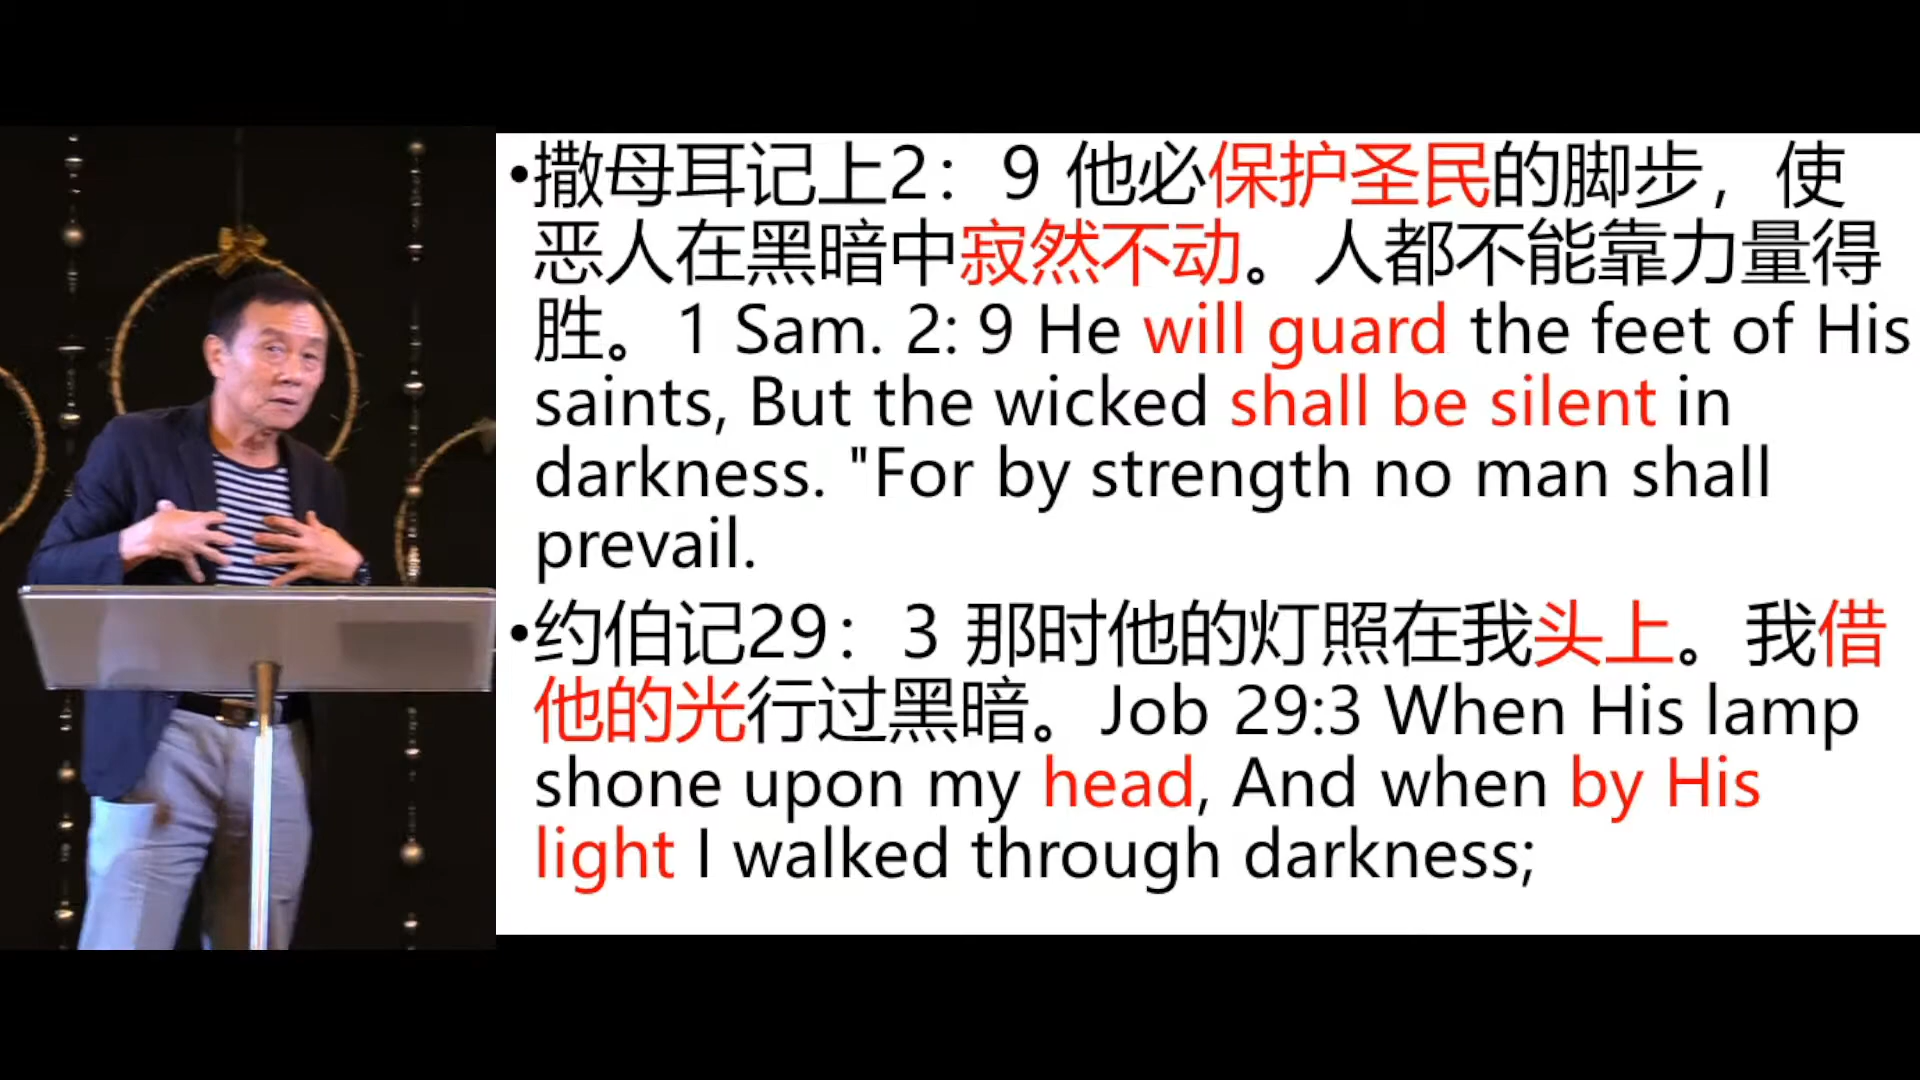 •撒母耳记上2：9 他必保护圣民的脚步，使
恶人在黑暗中寂然不动。人都不能靠力量得
胜。1 Sam. 2: 9 He will guard the feet of His
saints, But the wicked shall be silent in
darkness. "For by strength no man shall
prevail.
•约伯记29：3 那时他的灯照在我头上。我借
他的光行过黑暗。Job 29:3 When His lamp
shone upon my head, And when by His
light I walked through darkness;